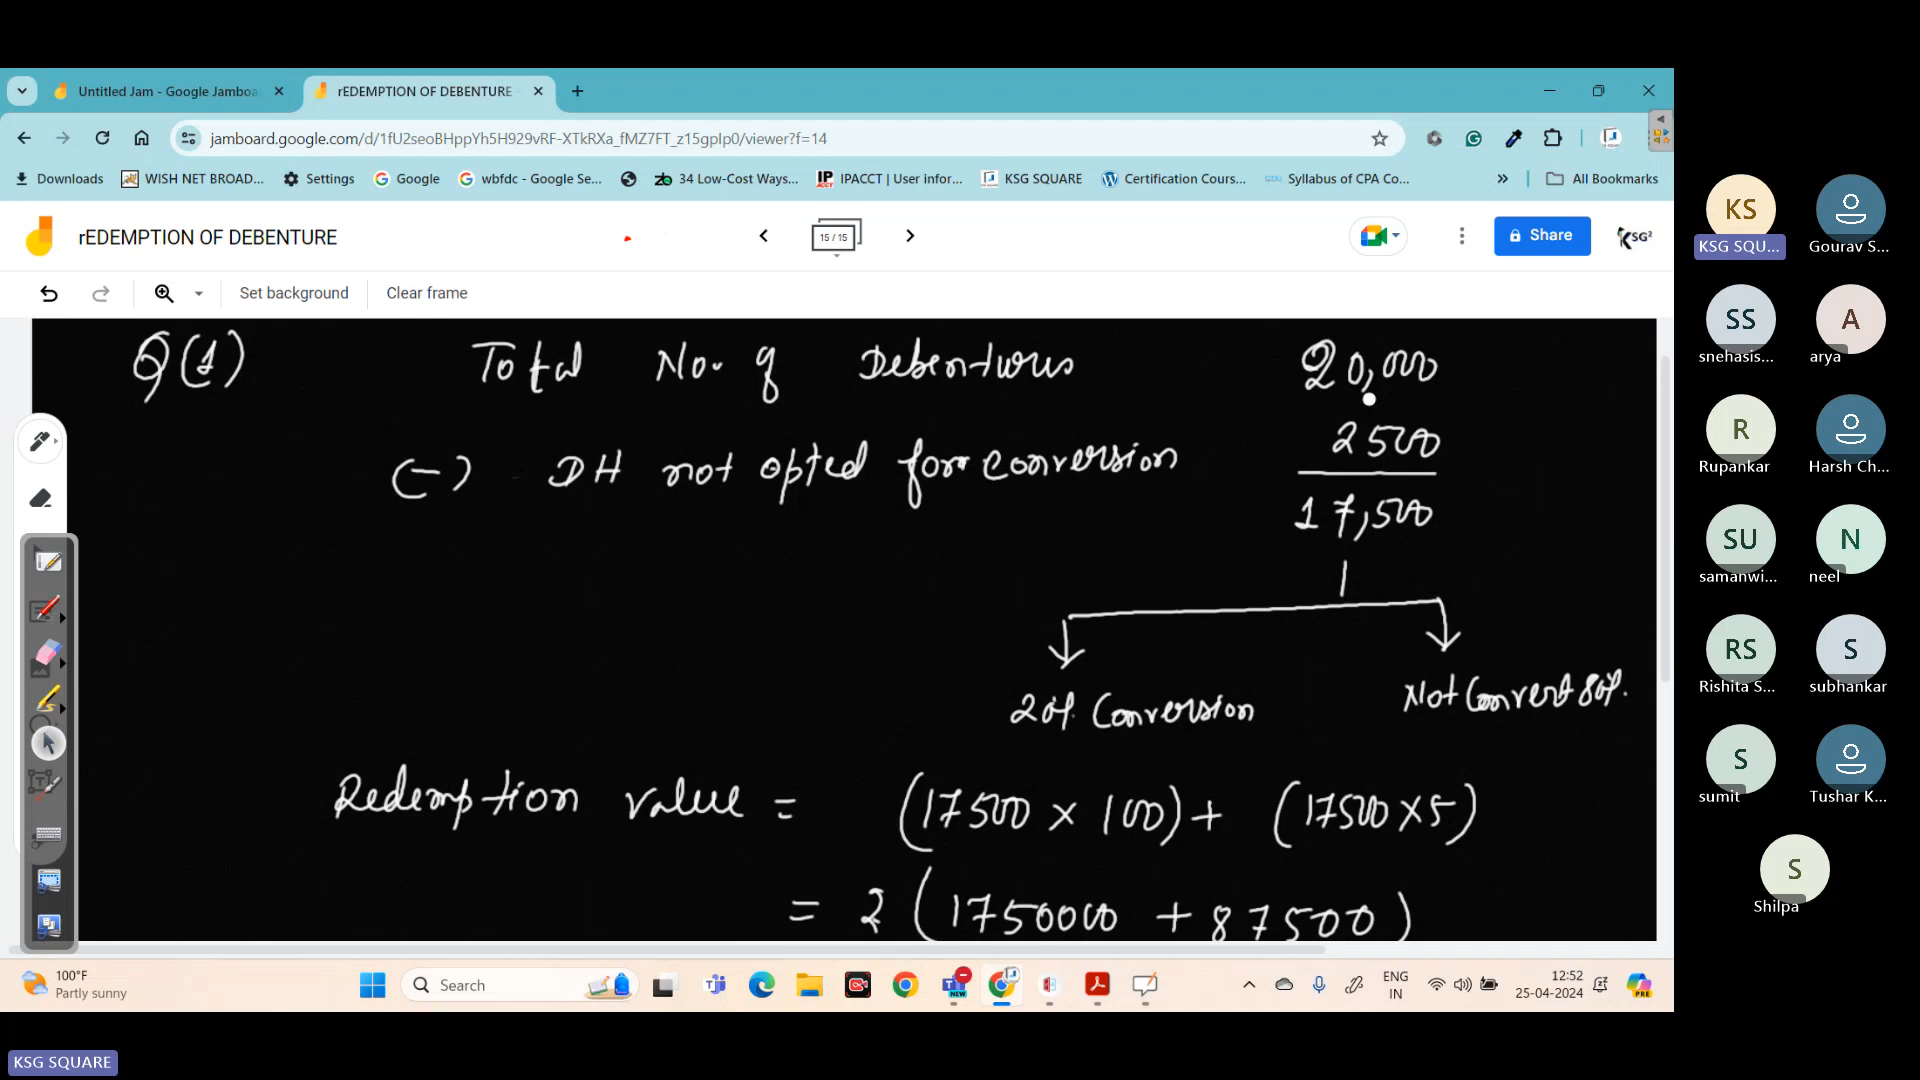 Untitled Jam - Google Jamboa
rEDEMPTION OF DEBENTURE -
jamboard.google.com/d/1fU2seoBHppYh5H929vRF-XTkRXa_fMZ7FT_z15gpIp0/viewer?f=14
Downloads WISH NET BROAD... Settings Google wbfdc - Google Se... 34 Low-Cost Ways... IPACCT | User infor... KSG SQUARE Certification Cours... Syllabus of CPA Co... » All Bookmarks
rEDEMPTION OF DEBENTURE 15 / 15 Share KSG²
Set background Clear frame
Q(1) Total No. of Debentures 20,000
(-) DH not opted for conversion 2500
17,500
20% Conversion Not Convert 80%.
Redemption value = (17500 × 100) + (17500 × 5)
= 2 (1750000 + 87500)
KS
KSG SQU...
Gourav S...
SS
snehasis...
A
arya
R
Rupankar
Harsh Ch...
SU
samanwi...
N
neel
RS
Rishita S...
S
subhankar
S
sumit
Tushar K...
S
Shilpa
100°F
Partly sunny
Search
NEW
ENG
IN
12:52
25-04-2024
PRE
KSG SQUARE